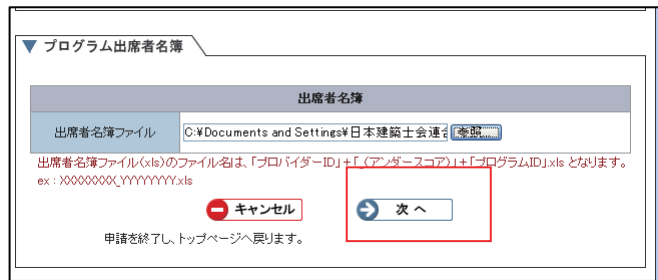 プログラム出席者名簿
出席者名簿
出席者名簿ファイル
C:¥Documents and Settings¥日本建築士会連合
参照...
出席者名簿ファイル(xls)のファイル名は、「プロバイダーID」+「_(アンダースコア)」+「プログラムID」.xls となります。
ex : XXXXXXXX_YYYYYYYY.xls
キャンセル
次 へ
申請を終了し、トップページへ戻ります。